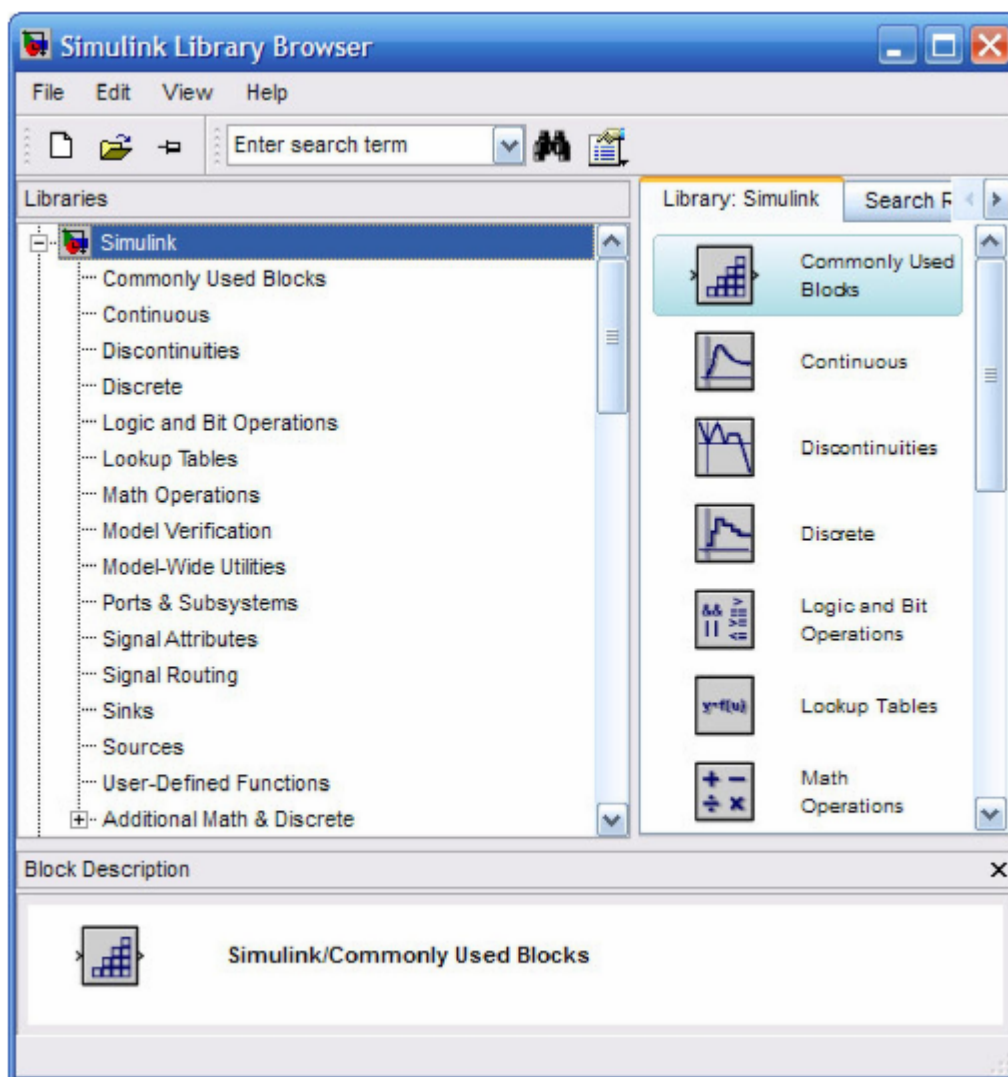 Simulink Library Browser
File Edit View Help
Enter search term
Libraries
Simulink
Commonly Used Blocks
Continuous
Discontinuities
Discrete
Logic and Bit Operations
Lookup Tables
Math Operations
Model Verification
Model-Wide Utilities
Ports & Subsystems
Signal Attributes
Signal Routing
Sinks
Sources
User-Defined Functions
Additional Math & Discrete
Library: Simulink
Search R
Commonly Used
Blocks
Continuous
Discontinuities
Discrete
&& >
==
>=
|| <=
Logic and Bit
Operations
y=f(u)
Lookup Tables
+ −
÷ ×
Math
Operations
Block Description
Simulink/Commonly Used Blocks